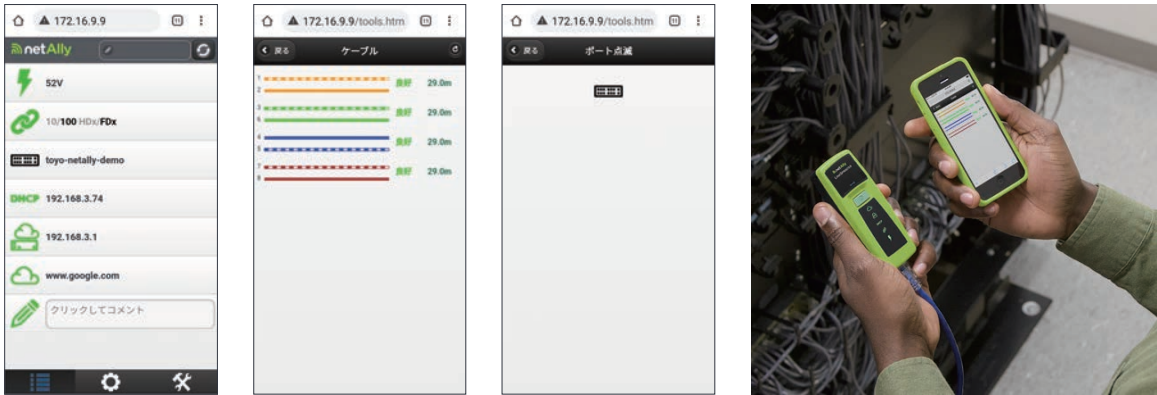 172.16.9.9
netAlly
52V
10/100 HDx/FDx
toyo-netally-demo
DHCP 192.168.3.74
192.168.3.1
www.google.com
クリックしてコメント
172.16.9.9/tools.htm
戻る ケーブル
1
2 良好 29.0m
3
6 良好 29.0m
4
5 良好 29.0m
7
8 良好 29.0m
172.16.9.9/tools.htm
戻る ポート点滅